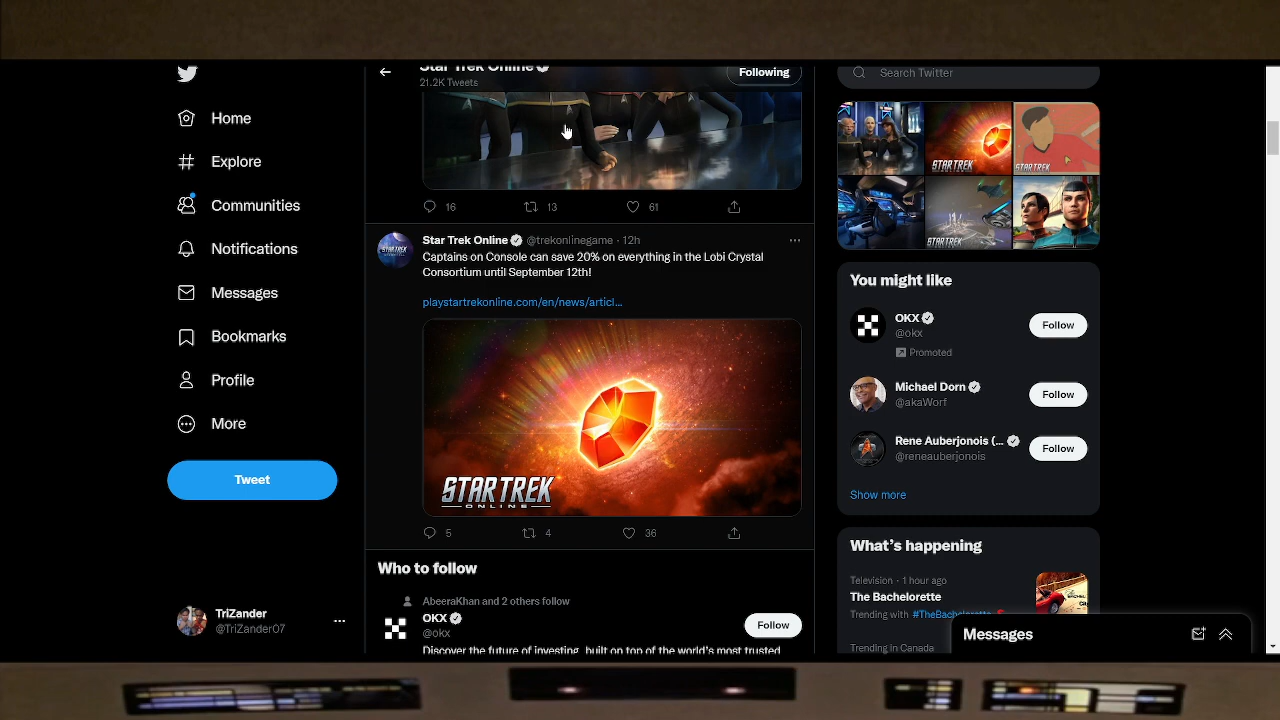 Star Trek Online
21.2K Tweets
Following
Search Twitter
Home
Explore
Communities
Notifications
Messages
Bookmarks
Profile
More
Tweet
TriZander
@TriZander07
16
13
61
Star Trek Online @trekonlinegame · 12h
Captains on Console can save 20% on everything in the Lobi Crystal
Consortium until September 12th!
playstartrekonline.com/en/news/articl...
STAR TREK
ONLINE
5
4
36
Who to follow
AbeeraKhan and 2 others follow
OKX
@okx
Follow
Discover the future of investing, built on top of the world's most trusted
STAR TREK
STAR TREK
STAR TREK
You might like
OKX
@okx
Follow
Promoted
Michael Dorn
@akaWorf
Follow
Rene Auberjonois (...
@reneauberjonois
Follow
Show more
What's happening
Television · 1 hour ago
The Bachelorette
Trending with #TheBachelorette
Trending in Canada
Messages